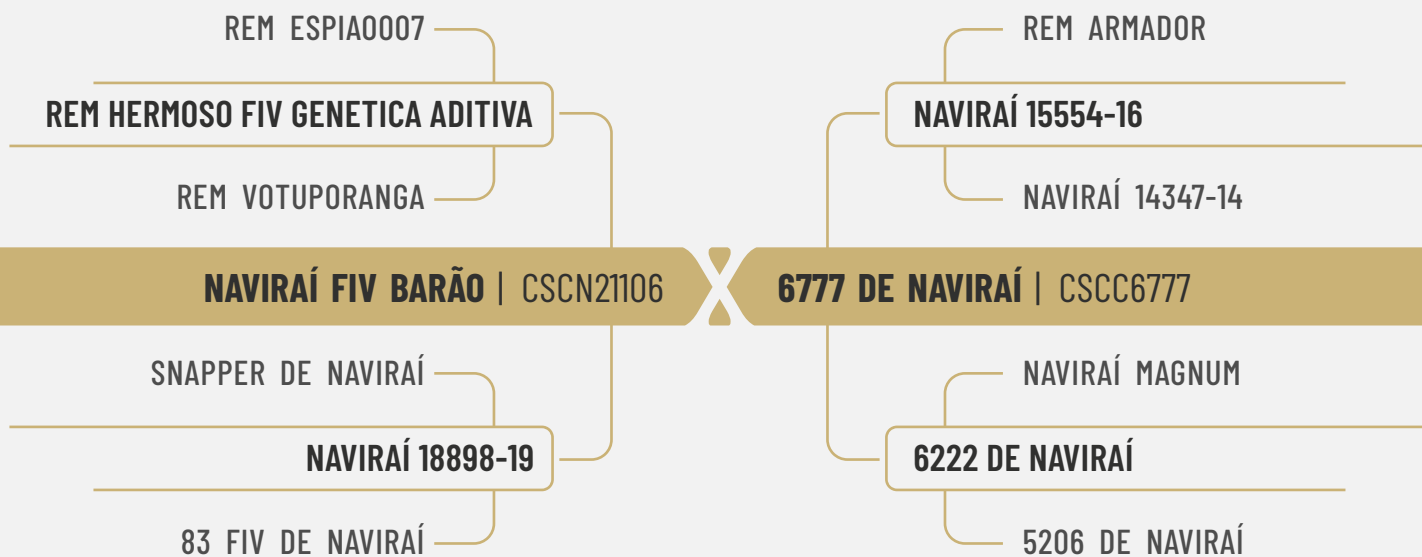 REM ESPIAO007
REM HERMOSO FIV GENETICA ADITIVA
REM VOTUPORANGA
NAVIRAÍ FIV BARÃO | CSCN21106
SNAPPER DE NAVIRAÍ
NAVIRAÍ 18898-19
83 FIV DE NAVIRAÍ
REM ARMADOR
NAVIRAÍ 15554-16
NAVIRAÍ 14347-14
6777 DE NAVIRAÍ | CSCC6777
NAVIRAÍ MAGNUM
6222 DE NAVIRAÍ
5206 DE NAVIRAÍ